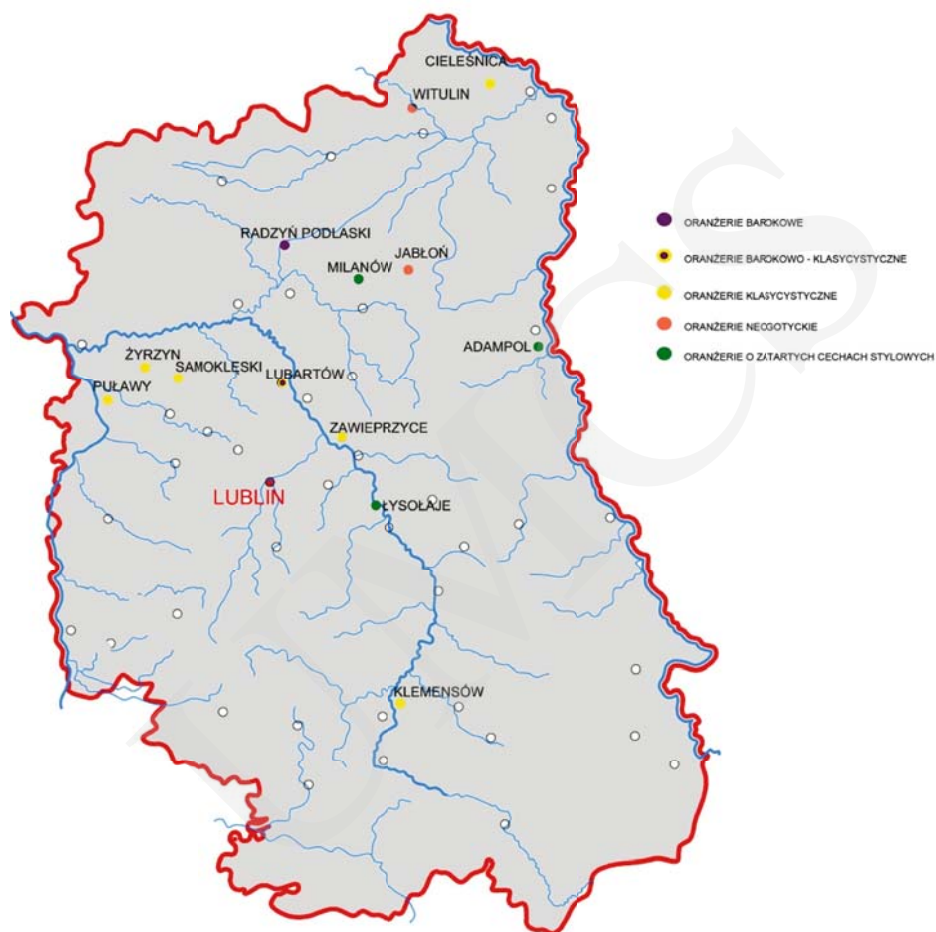 CIELEŚNICA
WITULIN
RADZYŃ PODLASKI
JABŁOŃ
MILANÓW
ADAMPOL
ŻYRZYN
SAMOKLĘSKI
LUBARTÓW
PUŁAWY
ZAWIEPRZYCE
LUBLIN
ŁYSOŁAJE
KLEMENSÓW
ORANŻERIE BAROKOWE
ORANŻERIE BAROKOWO - KLASYCYSTYCZNE
ORANŻERIE KLASYCYSTYCZNE
ORANŻERIE NEOGOTYCKIE
ORANŻERIE O ZATARTYCH CECHACH STYLOWYCH
UMCS